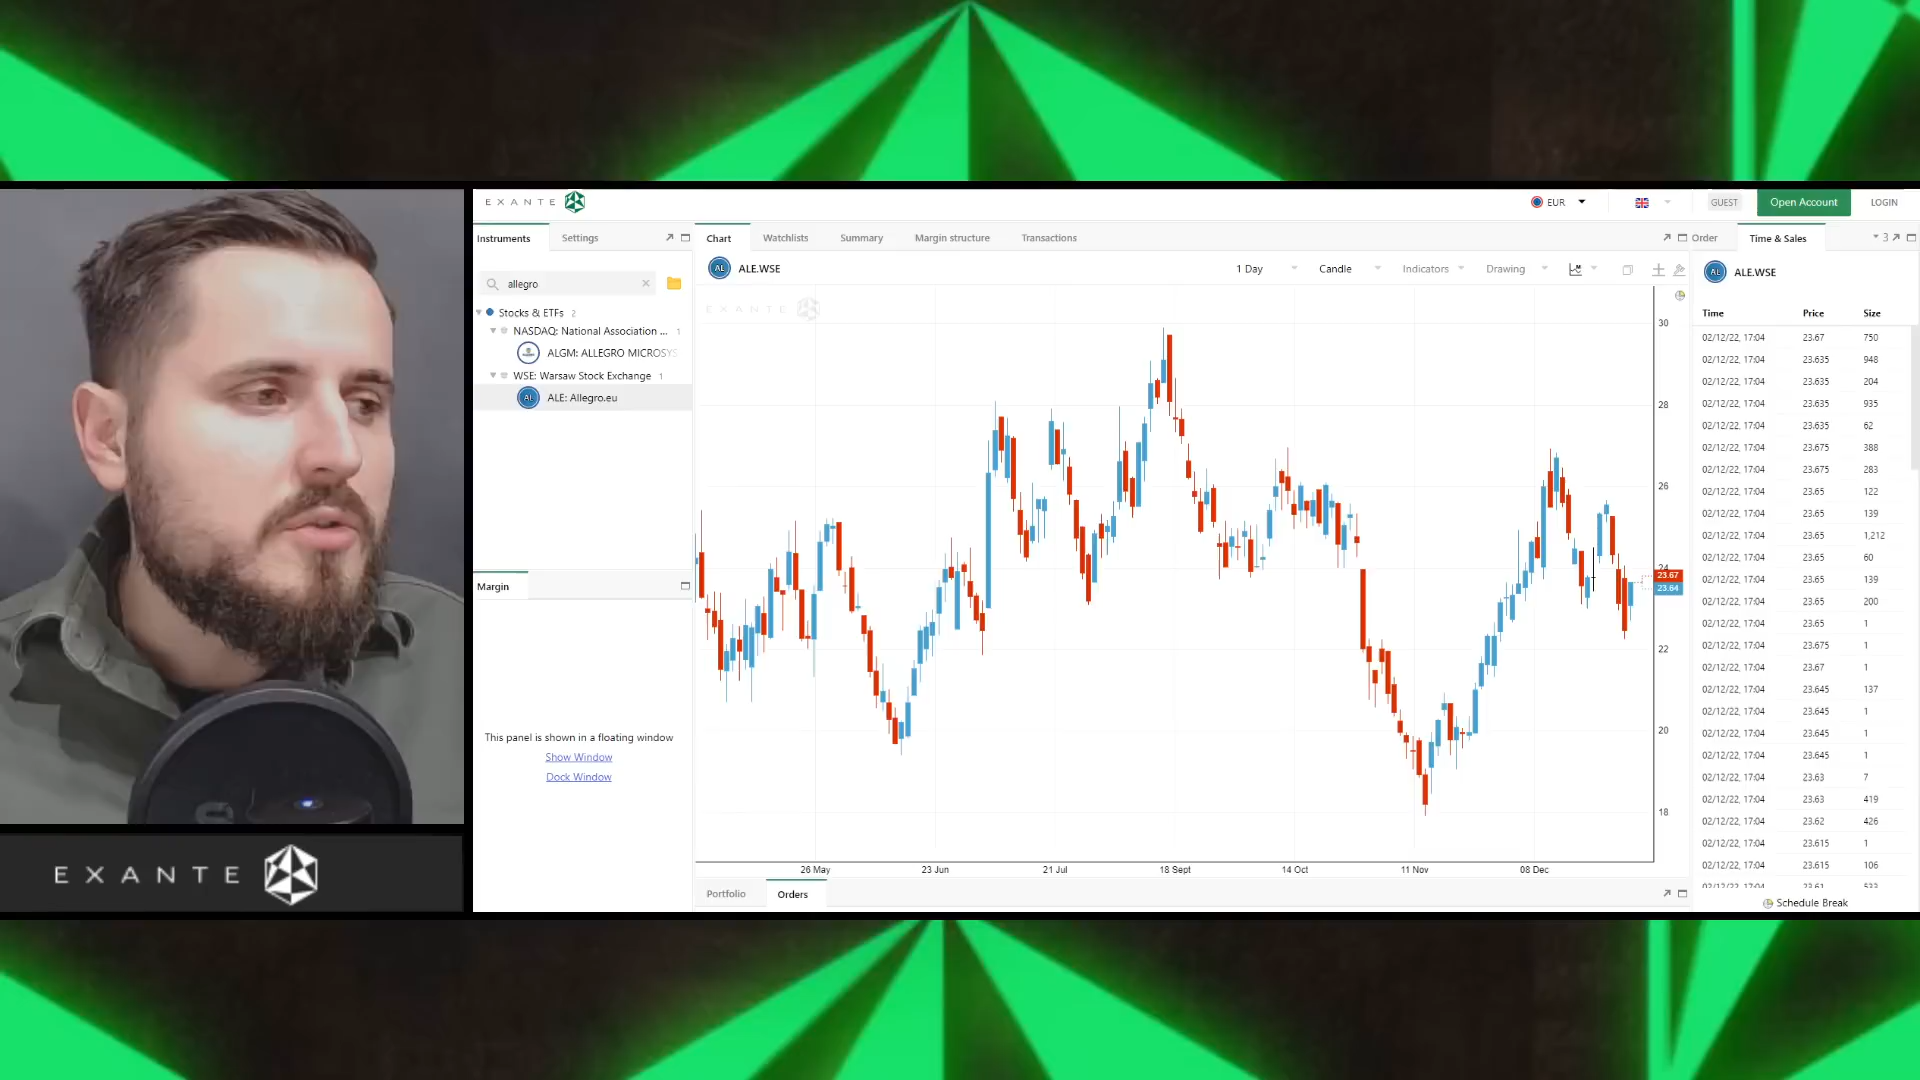 EXANTE
EUR
GUEST
Open Account
LOGIN
Instruments
Settings
Chart
Watchlists
Summary
Margin structure
Transactions
Order
Time & Sales
3
AL
ALE.WSE
1 Day
Candle
Indicators
Drawing
AL
ALE.WSE
allegro
EXANTE
Stocks & ETFs 2
NASDAQ: National Association ... 1
ALGM: ALLEGRO MICROSYS
WSE: Warsaw Stock Exchange 1
AL
ALE: Allegro.eu
Margin
This panel is shown in a floating window
Show Window
Dock Window
30
28
26
24
23.67
23.64
22
20
18
26 May
23 Jun
21 Jul
18 Sept
14 Oct
11 Nov
08 Dec
Portfolio
Orders
Time Price Size
02/12/22, 17:04 23.67 750
02/12/22, 17:04 23.635 948
02/12/22, 17:04 23.635 204
02/12/22, 17:04 23.635 935
02/12/22, 17:04 23.635 62
02/12/22, 17:04 23.675 388
02/12/22, 17:04 23.675 283
02/12/22, 17:04 23.65 122
02/12/22, 17:04 23.65 139
02/12/22, 17:04 23.65 1,212
02/12/22, 17:04 23.65 60
02/12/22, 17:04 23.65 139
02/12/22, 17:04 23.65 200
02/12/22, 17:04 23.65 1
02/12/22, 17:04 23.675 1
02/12/22, 17:04 23.67 1
02/12/22, 17:04 23.645 137
02/12/22, 17:04 23.645 1
02/12/22, 17:04 23.645 1
02/12/22, 17:04 23.645 1
02/12/22, 17:04 23.63 7
02/12/22, 17:04 23.63 419
02/12/22, 17:04 23.62 426
02/12/22, 17:04 23.615 1
02/12/22, 17:04 23.615 106
02/12/22, 17:04 23.61 533
Schedule Break
EXANTE